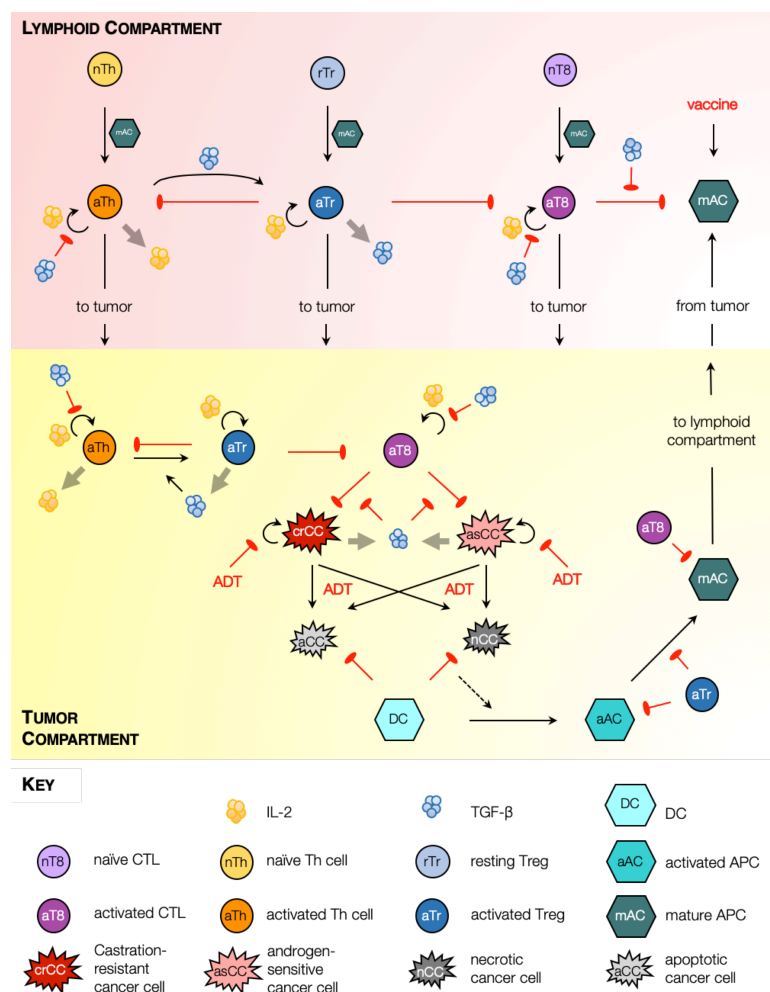 LYMPHOID COMPARTMENT
nTh
rTr
nT8
vaccine
mAC
mAC
mAC
aTh
aTr
aT8
mAC
to tumor
to tumor
to tumor
from tumor
to lymphoid
compartment
aTh
aTr
aT8
crCC
asCC
aT8
ADT
ADT
ADT
ADT
mAC
aCC
nCC
aTr
DC
aAC
TUMOR
COMPARTMENT
KEY
IL-2
TGF-β
DC
DC
nT8
naïve CTL
nTh
naïve Th cell
rTr
resting Treg
aAC
activated APC
aT8
activated CTL
aTh
activated Th cell
aTr
activated Treg
mAC
mature APC
crCC
Castration-
resistant
cancer cell
asCC
androgen-
sensitive
cancer cell
nCC
necrotic
cancer cell
aCC
apoptotic
cancer cell